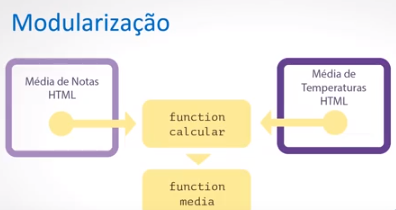 Modularização
Média de Notas
HTML
Média de
Temperaturas
HTML
function
calcular
function
media